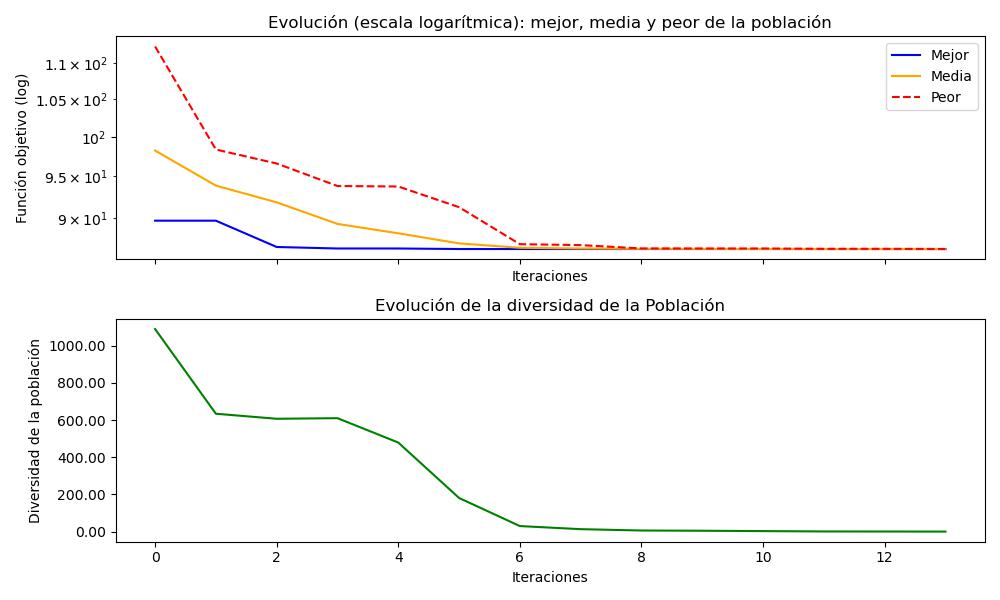 Evolución (escala logarítmica): mejor, media y peor de la población
Función objetivo (log)
1.1 × 10²
1.05 × 10²
10²
9.5 × 10¹
9 × 10¹
Mejor
Media
Peor
Iteraciones
Evolución de la diversidad de la Población
Diversidad de la población
1000.00
800.00
600.00
400.00
200.00
0.00
0 2 4 6 8 10 12
Iteraciones